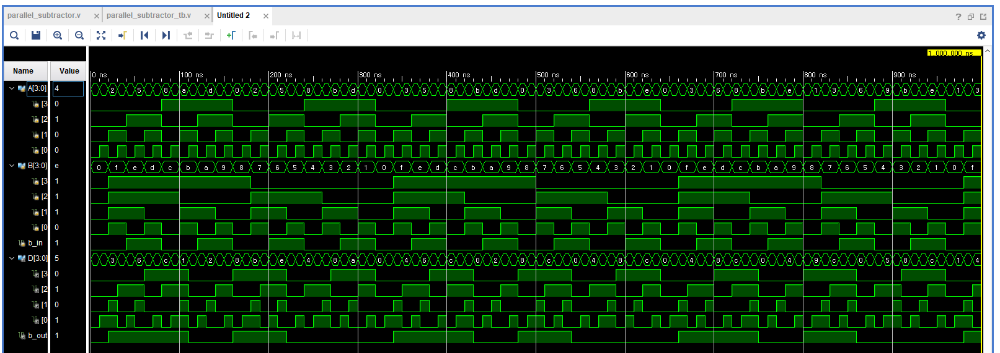 parallel_subtractor.v × parallel_subtractor_tb.v × Untitled 2 ×
?
1,000.000 ns
Name Value
0 ns 100 ns 200 ns 300 ns 400 ns 500 ns 600 ns 700 ns 800 ns 900 ns
A[3:0] 4 2 5 8 a d 0 2 5 8 b d 0 3 5 8 b d 0 3 6 8 b e 0 3 6 8 b e 1 3 6 9 b e 1 3
[3 0
[2 1
[1 0
[0 0
B[3:0] e 0 f e d c b a 9 8 7 6 5 4 3 2 1 0 f e d c b a 9 8 7 6 5 4 3 2 1 0 f e d c b a 9 8 7 6 5 4 3 2 1 0 f
[3 1
[2 1
[1 1
[0 0
b_in 1
D[3:0] 5 3 6 c f 2 8 b e 4 8 a 0 4 6 c 0 2 8 c 0 4 8 c 0 4 8 c 0 4 9 c 0 5 8 c 1 4
[3 0
[2 1
[1 0
[0 1
b_out 1